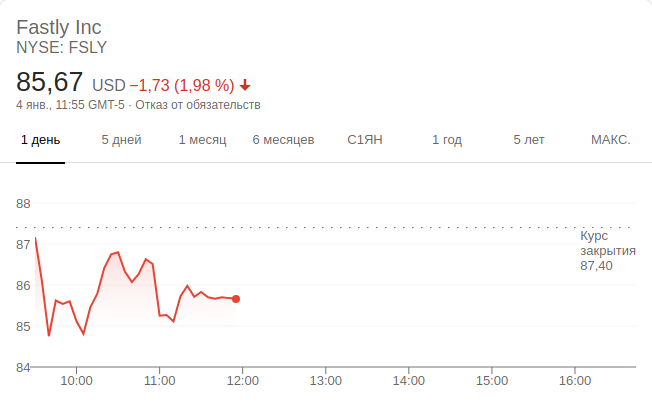 Fastly Inc
NYSE: FSLY
85,67 USD −1,73 (1,98 %)
4 янв., 11:55 GMT-5 · Отказ от обязательств
1 день 5 дней 1 месяц 6 месяцев С1ЯН 1 год 5 лет МАКС.
88
87
86
85
84
Курс
закрытия
87,40
10:00 11:00 12:00 13:00 14:00 15:00 16:00